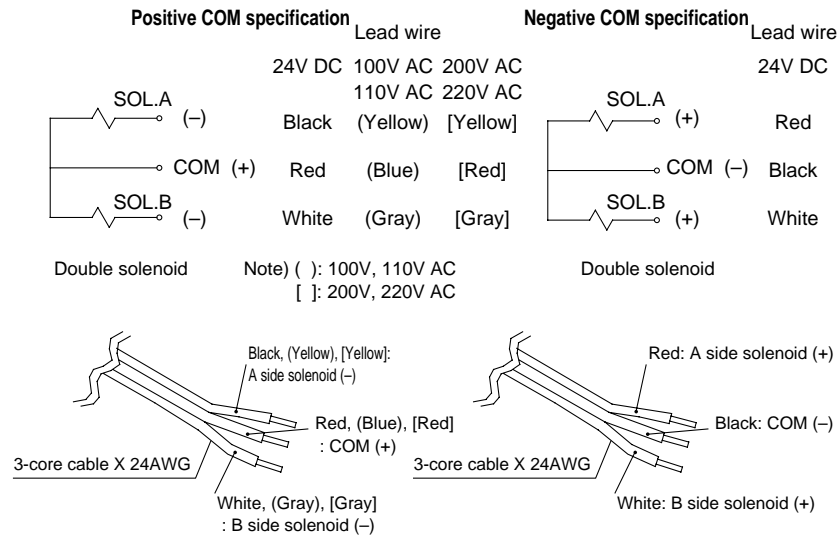 Positive COM specification
Lead wire
24V DC 100V AC 200V AC
110V AC 220V AC
SOL.A (–) Black (Yellow) [Yellow]
COM (+) Red (Blue) [Red]
SOL.B (–) White (Gray) [Gray]
Double solenoid
Note) ( ): 100V, 110V AC
[ ]: 200V, 220V AC
Negative COM specification
Lead wire
24V DC
SOL.A (+) Red
COM (–) Black
SOL.B (+) White
Double solenoid
Black, (Yellow), [Yellow]:
A side solenoid (–)
Red, (Blue), [Red]
: COM (+)
3-core cable X 24AWG
White, (Gray), [Gray]
: B side solenoid (–)
Red: A side solenoid (+)
Black: COM (–)
3-core cable X 24AWG
White: B side solenoid (+)